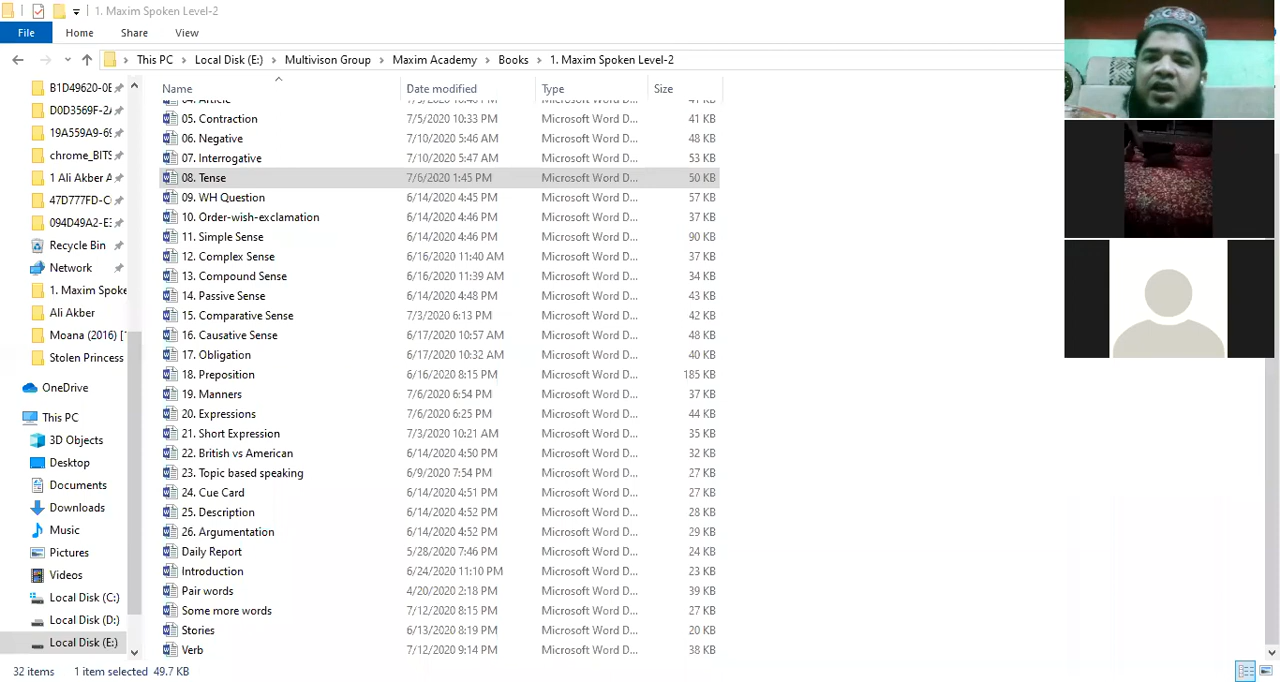 1. Maxim Spoken Level-2
File Home Share View
This PC Local Disk (E:) Multivison Group Maxim Academy Books 1. Maxim Spoken Level-2
Name Date modified Type Size
04. Article 41 KB
05. Contraction 7/5/2020 10:33 PM Microsoft Word D... 41 KB
06. Negative 7/10/2020 5:46 AM Microsoft Word D... 48 KB
07. Interrogative 7/10/2020 5:47 AM Microsoft Word D... 53 KB
08. Tense 7/6/2020 1:45 PM Microsoft Word D... 50 KB
09. WH Question 6/14/2020 4:45 PM Microsoft Word D... 57 KB
10. Order-wish-exclamation 6/14/2020 4:46 PM Microsoft Word D... 37 KB
11. Simple Sense 6/14/2020 4:46 PM Microsoft Word D... 90 KB
12. Complex Sense 6/16/2020 11:40 AM Microsoft Word D... 37 KB
13. Compound Sense 6/16/2020 11:39 AM Microsoft Word D... 34 KB
14. Passive Sense 6/14/2020 4:48 PM Microsoft Word D... 43 KB
15. Comparative Sense 7/3/2020 6:13 PM Microsoft Word D... 42 KB
16. Causative Sense 6/17/2020 10:57 AM Microsoft Word D... 48 KB
17. Obligation 6/17/2020 10:32 AM Microsoft Word D... 40 KB
18. Preposition 6/16/2020 8:15 PM Microsoft Word D... 185 KB
19. Manners 7/6/2020 6:54 PM Microsoft Word D... 37 KB
20. Expressions 7/6/2020 6:25 PM Microsoft Word D... 44 KB
21. Short Expression 7/3/2020 10:21 AM Microsoft Word D... 35 KB
22. British vs American 6/14/2020 4:50 PM Microsoft Word D... 32 KB
23. Topic based speaking 6/9/2020 7:54 PM Microsoft Word D... 27 KB
24. Cue Card 6/14/2020 4:51 PM Microsoft Word D... 27 KB
25. Description 6/14/2020 4:52 PM Microsoft Word D... 28 KB
26. Argumentation 6/14/2020 4:52 PM Microsoft Word D... 29 KB
Daily Report 5/28/2020 7:46 PM Microsoft Word D... 24 KB
Introduction 6/24/2020 11:10 PM Microsoft Word D... 23 KB
Pair words 4/20/2020 2:18 PM Microsoft Word D... 39 KB
Some more words 7/12/2020 8:15 PM Microsoft Word D... 27 KB
Stories 6/13/2020 8:19 PM Microsoft Word D... 20 KB
Verb 7/12/2020 9:14 PM Microsoft Word D... 38 KB
B1D49620-0E
D0D3569F-2A
19A559A9-69
chrome_BITS
1 Ali Akber A
47D777FD-C
094D49A2-E3
Recycle Bin
Network
1. Maxim Spoke
Ali Akber
Moana (2016) [
Stolen Princess
OneDrive
This PC
3D Objects
Desktop
Documents
Downloads
Music
Pictures
Videos
Local Disk (C:)
Local Disk (D:)
Local Disk (E:)
32 items 1 item selected 49.7 KB